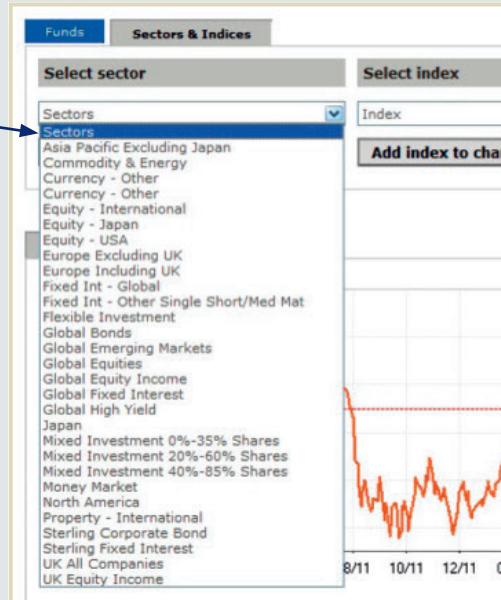 Funds
Sectors & Indices
Select sector
Select index
Sectors
Index
Sectors
Asia Pacific Excluding Japan
Commodity & Energy
Currency - Other
Currency - Other
Equity - International
Equity - Japan
Equity - USA
Europe Excluding UK
Europe Including UK
Fixed Int - Global
Fixed Int - Other Single Short/Med Mat
Flexible Investment
Global Bonds
Global Emerging Markets
Global Equities
Global Equity Income
Global Fixed Interest
Global High Yield
Japan
Mixed Investment 0%-35% Shares
Mixed Investment 20%-60% Shares
Mixed Investment 40%-85% Shares
Money Market
North America
Property - International
Sterling Corporate Bond
Sterling Fixed Interest
UK All Companies
UK Equity Income
Add index to cha
8/11 10/11 12/11